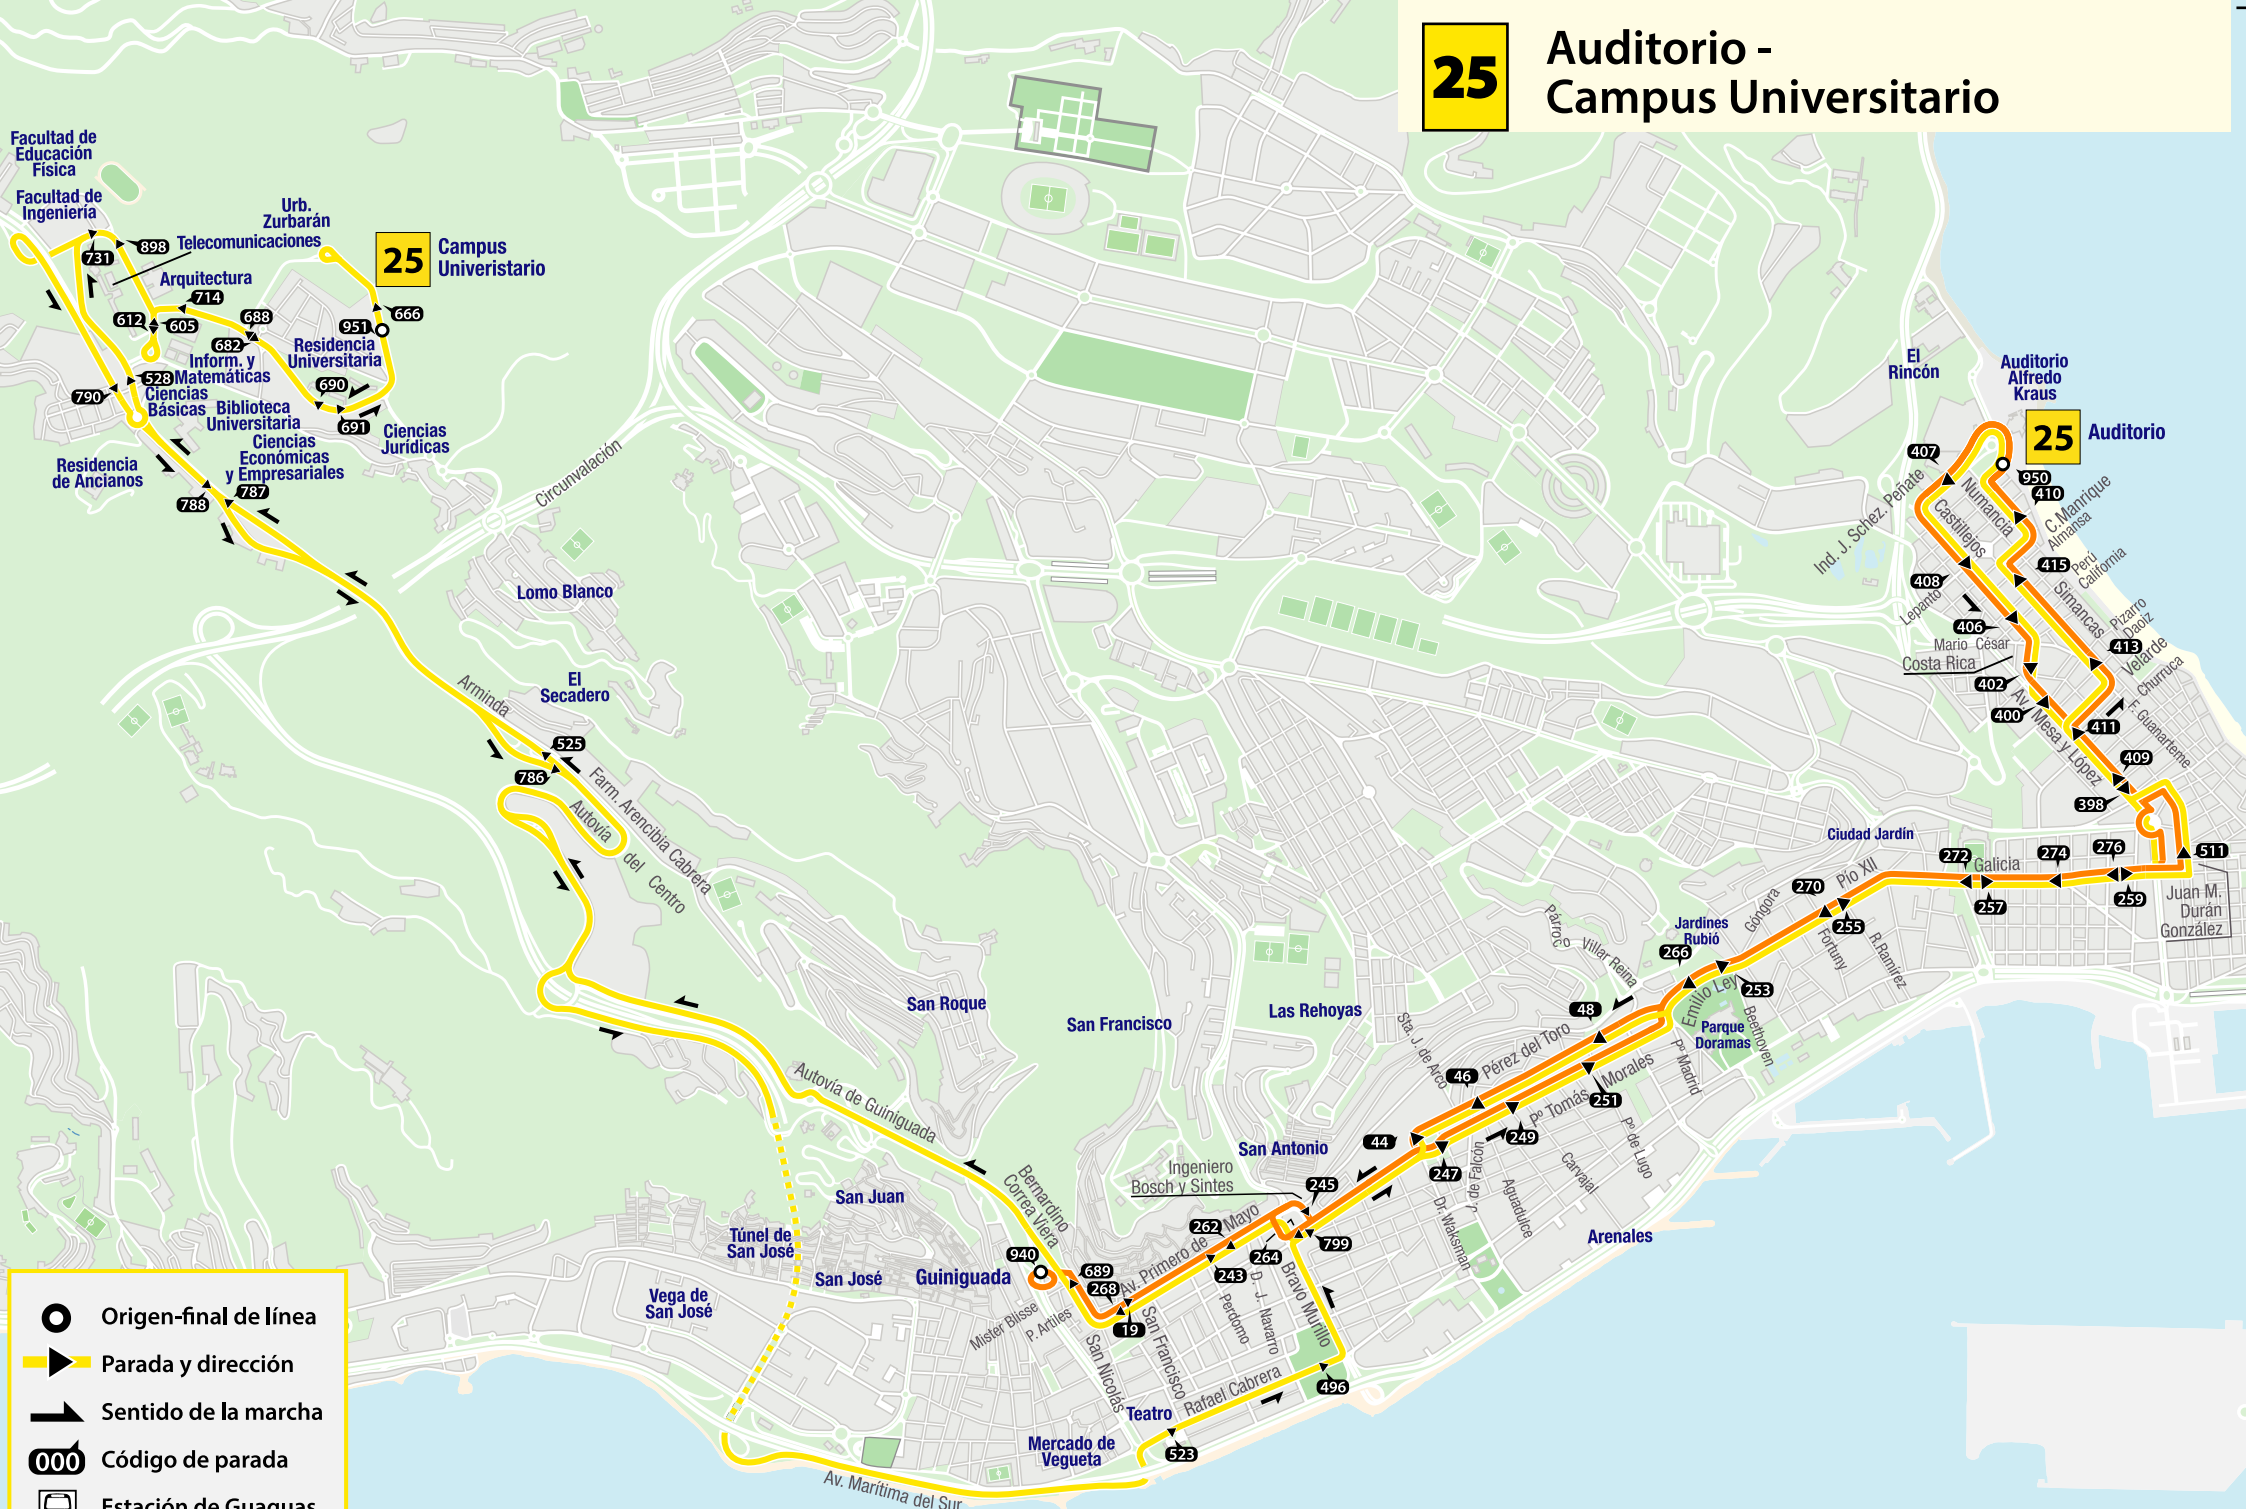 25
Auditorio -
Campus Universitario
Facultad de
Educación
Física
Facultad de
Ingeniería
Urb.
Zurbarán
Telecomunicaciones
25
Campus
Univeristario
898
731
Arquitectura
714
612
605
688
682
951
666
Residencia
Universitaria
Inform. y
Matemáticas
690
691
528
790
Ciencias
Básicas
Biblioteca
Universitaria
Ciencias
Económicas
y Empresariales
Ciencias
Jurídicas
Residencia
de Ancianos
788
787
Circunvalación
Lomo Blanco
El
Secadero
Arminda
525
786
Farm. Arencibia Cabrera
Autovía
del
Centro
San Roque
San Francisco
Las Rehoyas
Autovía de Guiniguada
San Antonio
San Juan
Túnel de
San José
San José
Vega de
San José
Guiniguada
Bernardino
Correa Viera
940
689
268
19
Mister Blisse
P. Artiles
San Nicolás
San Francisco
Av. Primero de Mayo
262
243
264
245
799
Ingeniero
Bosch y Sintes
Perdomo
D. J. Navarro
Bravo Murillo
Rafael Cabrera
496
523
Teatro
Mercado de
Vegueta
Av. Marítima del Sur
Arenales
44
46
48
247
249
251
Sta. J. de Arco
Pérez del Toro
Pº Tomás Morales
Dr. Waksman
J. de Falcón
Aguadulce
Carvajal
Pº de Lugo
Pº Madrid
Beethoven
Párroco Villar Reina
Emilio Ley
Parque
Doramas
Jardines
Rubió
266
253
Góngora
270
255
Pío XII
Fortuny
R.Ramírez
Ciudad Jardín
272
257
Galicia
274
276
259
511
Juan M.
Durán
González
398
409
411
400
402
406
408
407
413
415
410
950
Av. Mesa y López
F. Guanarteme
Churruca
Velarde
Daoiz
Pizarro
California
Perú
Almansa
C.Manrique
Simancas
Numancia
Castillejos
Lepanto
Mario César
Costa Rica
Ind. J. Schez. Peñate
El
Rincón
Auditorio
Alfredo
Kraus
25
Auditorio
Origen-final de línea
Parada y dirección
Sentido de la marcha
000
Código de parada
Estación de Guaguas